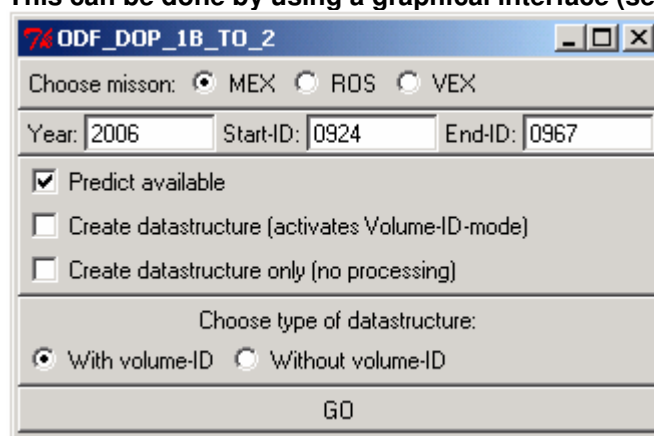 This can be done by using a graphical interface (se
ODF_DOP_1B_TO_2
Choose misson: MEX ROS VEX
Year: 2006 Start-ID: 0924 End-ID: 0967
Predict available
Create datastructure (activates Volume-ID-mode)
Create datastructure only (no processing)
Choose type of datastructure:
With volume-ID Without volume-ID
GO